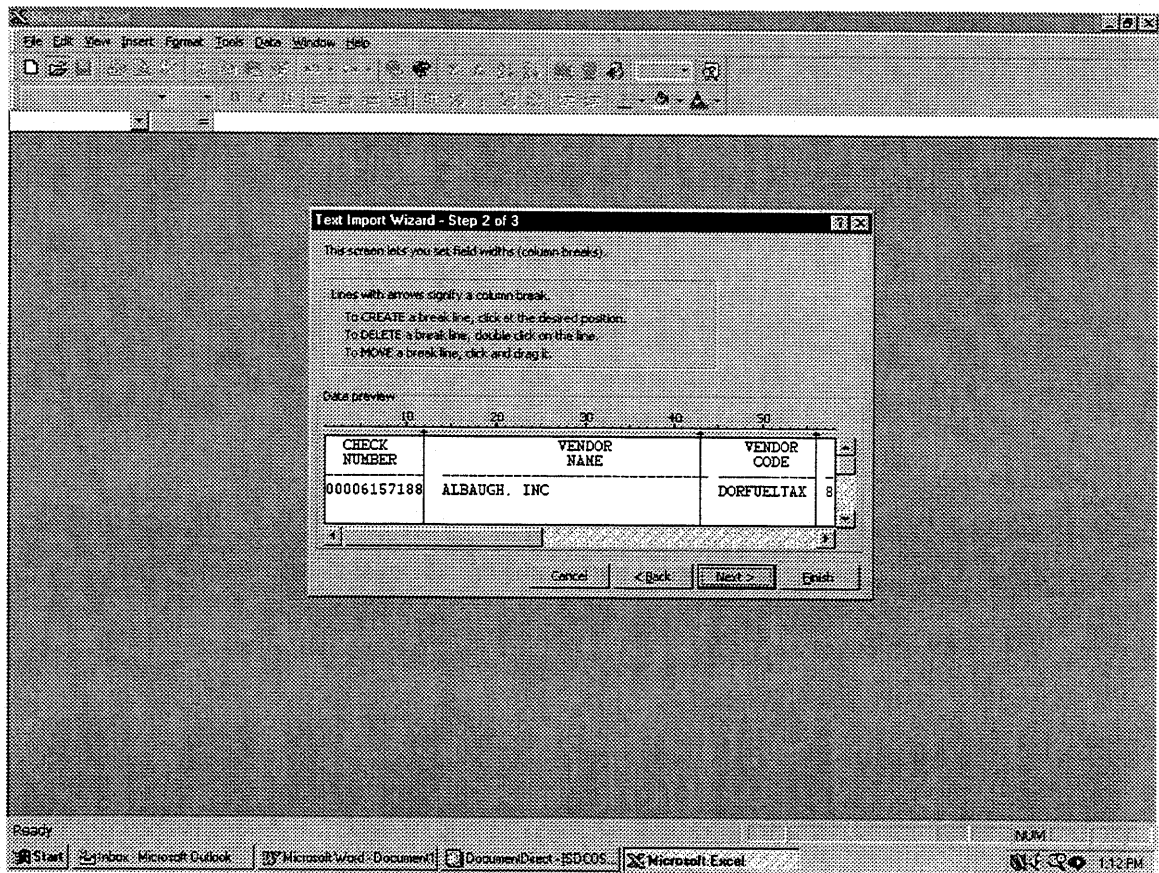 File Edit View Insert Format Tools Data Window Help
=
Text Import Wizard - Step 2 of 3
This screen lets you set field widths (column breaks).
Lines with arrows signify a column break.
To CREATE a break line, click at the desired position.
To DELETE a break line, double click on the line.
To MOVE a break line, click and drag it.
Data preview
10 20 30 40 50
CHECK VENDOR VENDOR
NUMBER NAME CODE
00006157188 ALBAUGH, INC DORFUELTAX 8
Cancel < Back Next > Finish
Ready NUM
Start Inbox - Microsoft Outlook Microsoft Word - Document1 DocumentDirect - [SDCOS... Microsoft Excel 1:12 PM